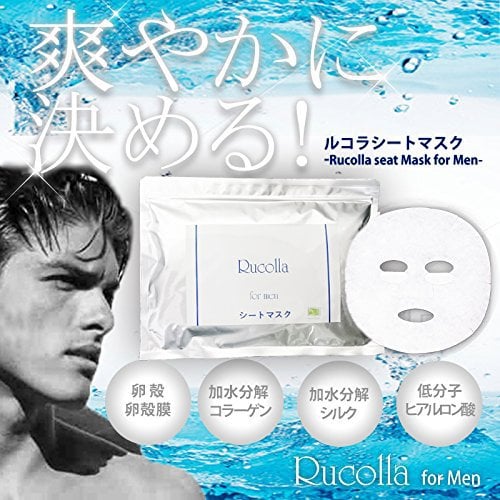 爽やかに
決める!
ルコラシートマスク
-Rucolla seat Mask for Men-
Rucolla
for men
シートマスク
卵殻
卵殻膜
加水分解
コラーゲン
加水分解
シルク
低分子
ヒアルロン酸
Rucolla for Men